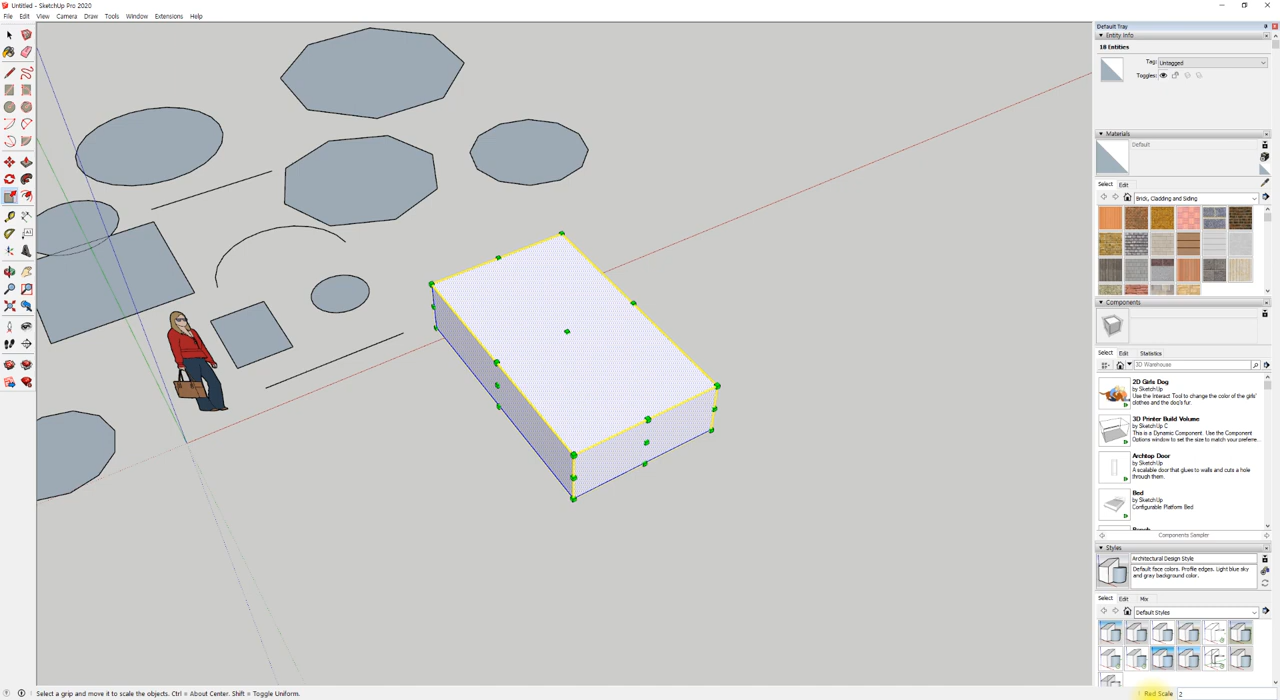 Untitled - SketchUp Pro 2020
File Edit View Camera Draw Tools Window Extensions Help
Default Tray
Entity Info
18 Entities
Tag: Untagged
Toggles:
Materials
Default
Select Edit
Brick, Cladding and Siding
Components
Select Edit Statistics
3D Warehouse
2D Girls Dog
by SketchUp
Use the Interact Tool to change the color of the girls'
clothes and the dog's fur.
3D Printer Build Volume
by SketchUp C
This is a Dynamic Component. Use the Component
Options window to set the size to match your preferre...
Archtop Door
by SketchUp
A scalable door that glues to walls and cuts a hole
through them.
Bed
by SketchUp
Configurable Platform Bed
Components Sampler
Styles
Architectural Design Style
Default face colors. Profile edges. Light blue sky
and gray background color.
Select Edit Mix
Default Styles
Select a grip and move it to scale the objects. Ctrl = About Center. Shift = Toggle Uniform.
Red Scale 2